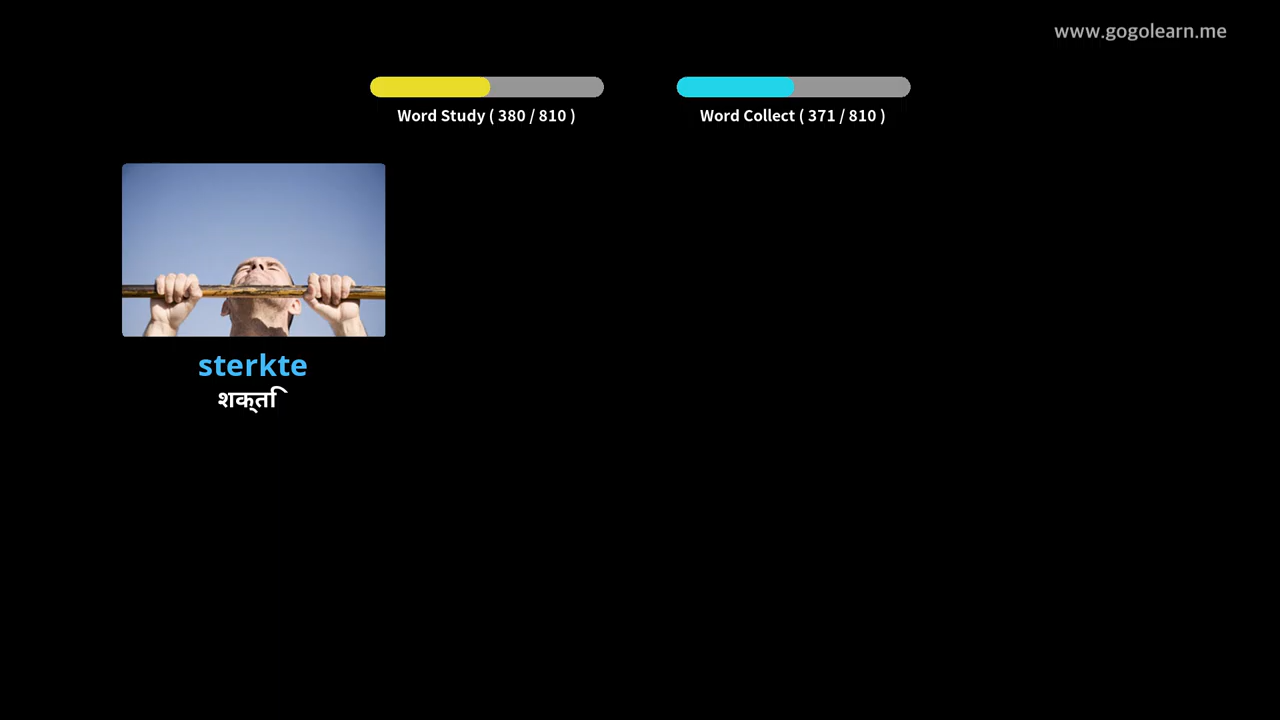 www.gogolearn.me
Word Study ( 380 / 810 )
Word Collect ( 371 / 810 )
sterkte
शक्ति